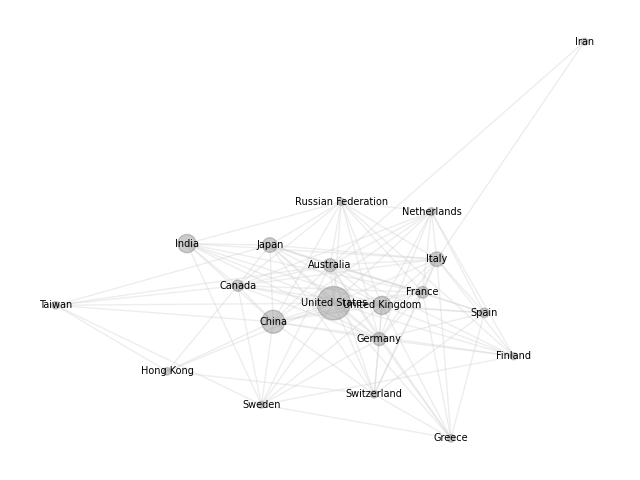 Iran
Russian Federation
Netherlands
India
Japan
Italy
Australia
Canada
France
Taiwan
United States
United Kingdom
Spain
China
Germany
Finland
Hong Kong
Switzerland
Sweden
Greece